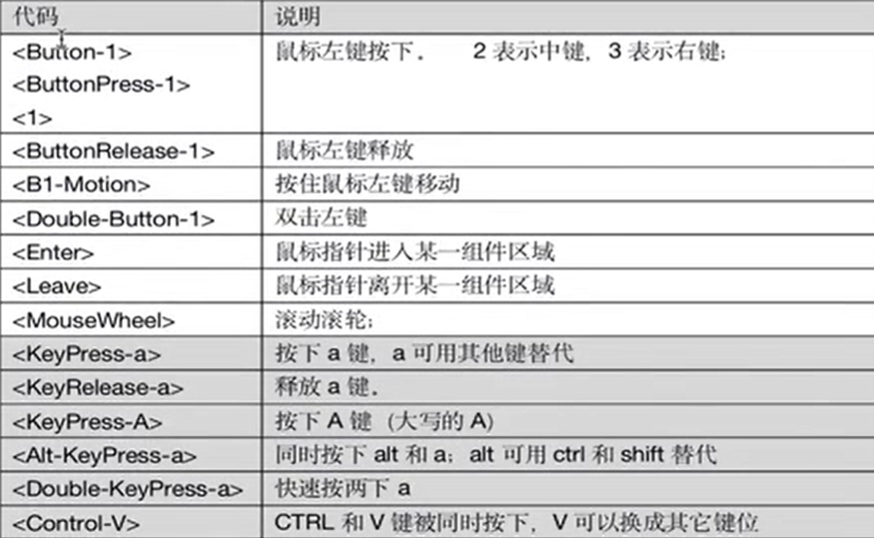 代码 说明
<Button-1> 鼠标左键按下． 2 表示中键，3 表示右键；
<ButtonPress-1>
<1>
<ButtonRelease-1> 鼠标左键释放
<B1-Motion> 按住鼠标左键移动
<Double-Button-1> 双击左键
<Enter> 鼠标指针进入某一组件区域
<Leave> 鼠标指针离开某一组件区域
<MouseWheel> 滚动滚轮；
<KeyPress-a> 按下 a 键，a 可用其他键替代
<KeyRelease-a> 释放 a 键．
<KeyPress-A> 按下 A 键（大写的 A）
<Alt-KeyPress-a> 同时按下 alt 和 a；alt 可用 ctrl 和 shift 替代
<Double-KeyPress-a> 快速按两下 a
<Control-V> CTRL 和 V 键被同时按下，V 可以换成其它键位